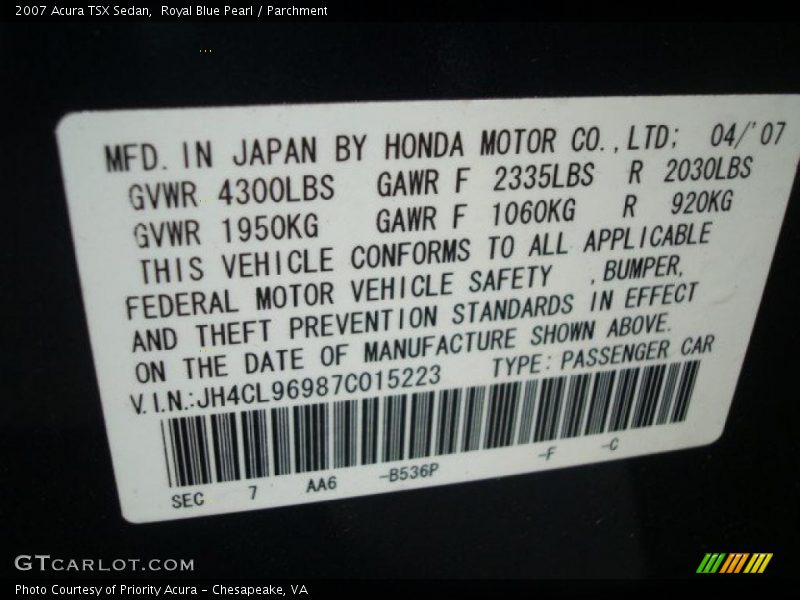 2007 Acura TSX Sedan,  Royal Blue Pearl / Parchment
MFD. IN JAPAN BY HONDA MOTOR CO., LTD; 04/'07
GVWR 4300LBS GAWR F 2335LBS R 2030LBS
GVWR 1950KG GAWR F 1060KG R 920KG
THIS VEHICLE CONFORMS TO ALL APPLICABLE
FEDERAL MOTOR VEHICLE SAFETY , BUMPER,
AND THEFT PREVENTION STANDARDS IN EFFECT
ON THE DATE OF MANUFACTURE SHOWN ABOVE.
V.I.N.:JH4CL96987C015223 TYPE: PASSENGER CAR
SEC 7 AA6 -B536P -F -C
GTCARLOT.COM
Photo Courtesy of Priority Acura – Chesapeake, VA